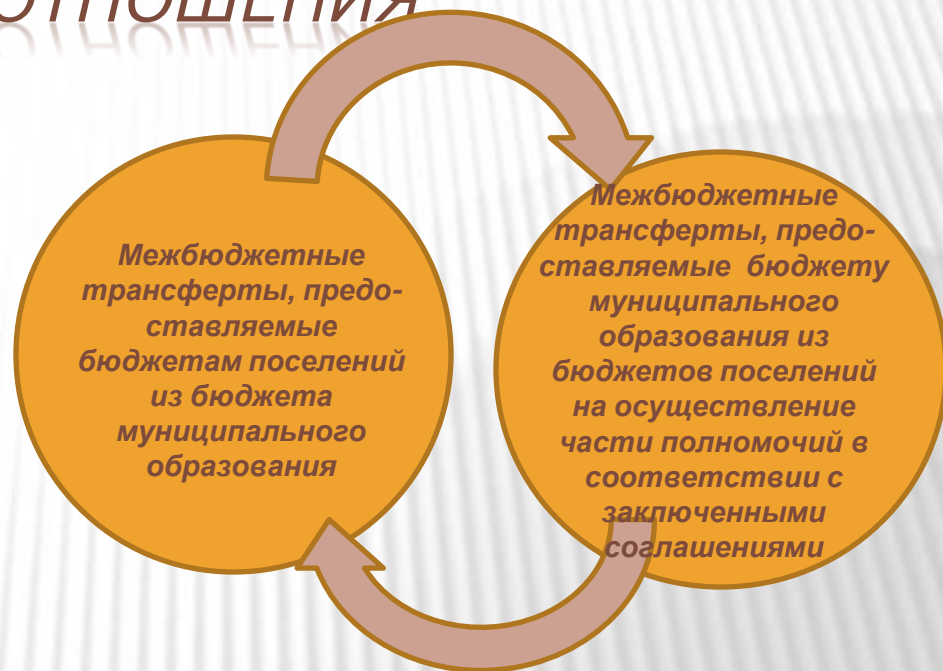 ОТНОШЕНИЯ
Межбюджетные
трансферты, предо-
ставляемые
бюджетам поселений
из бюджета
муниципального
образования
Межбюджетные
трансферты, предо-
ставляемые бюджету
муниципального
образования из
бюджетов поселений
на осуществление
части полномочий в
соответствии с
заключенными
соглашениями